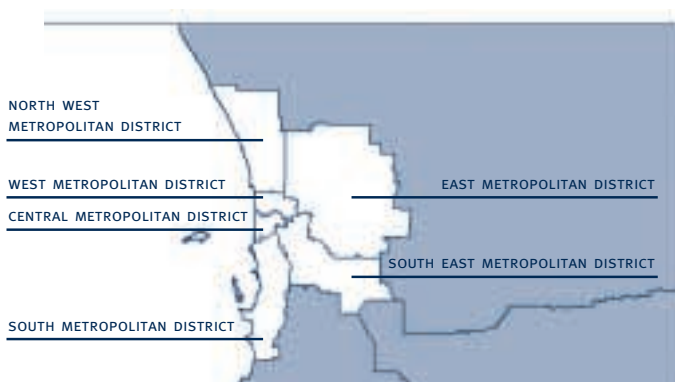 NORTH WEST
METROPOLITAN DISTRICT
WEST METROPOLITAN DISTRICT
EAST METROPOLITAN DISTRICT
CENTRAL METROPOLITAN DISTRICT
SOUTH EAST METROPOLITAN DISTRICT
SOUTH METROPOLITAN DISTRICT